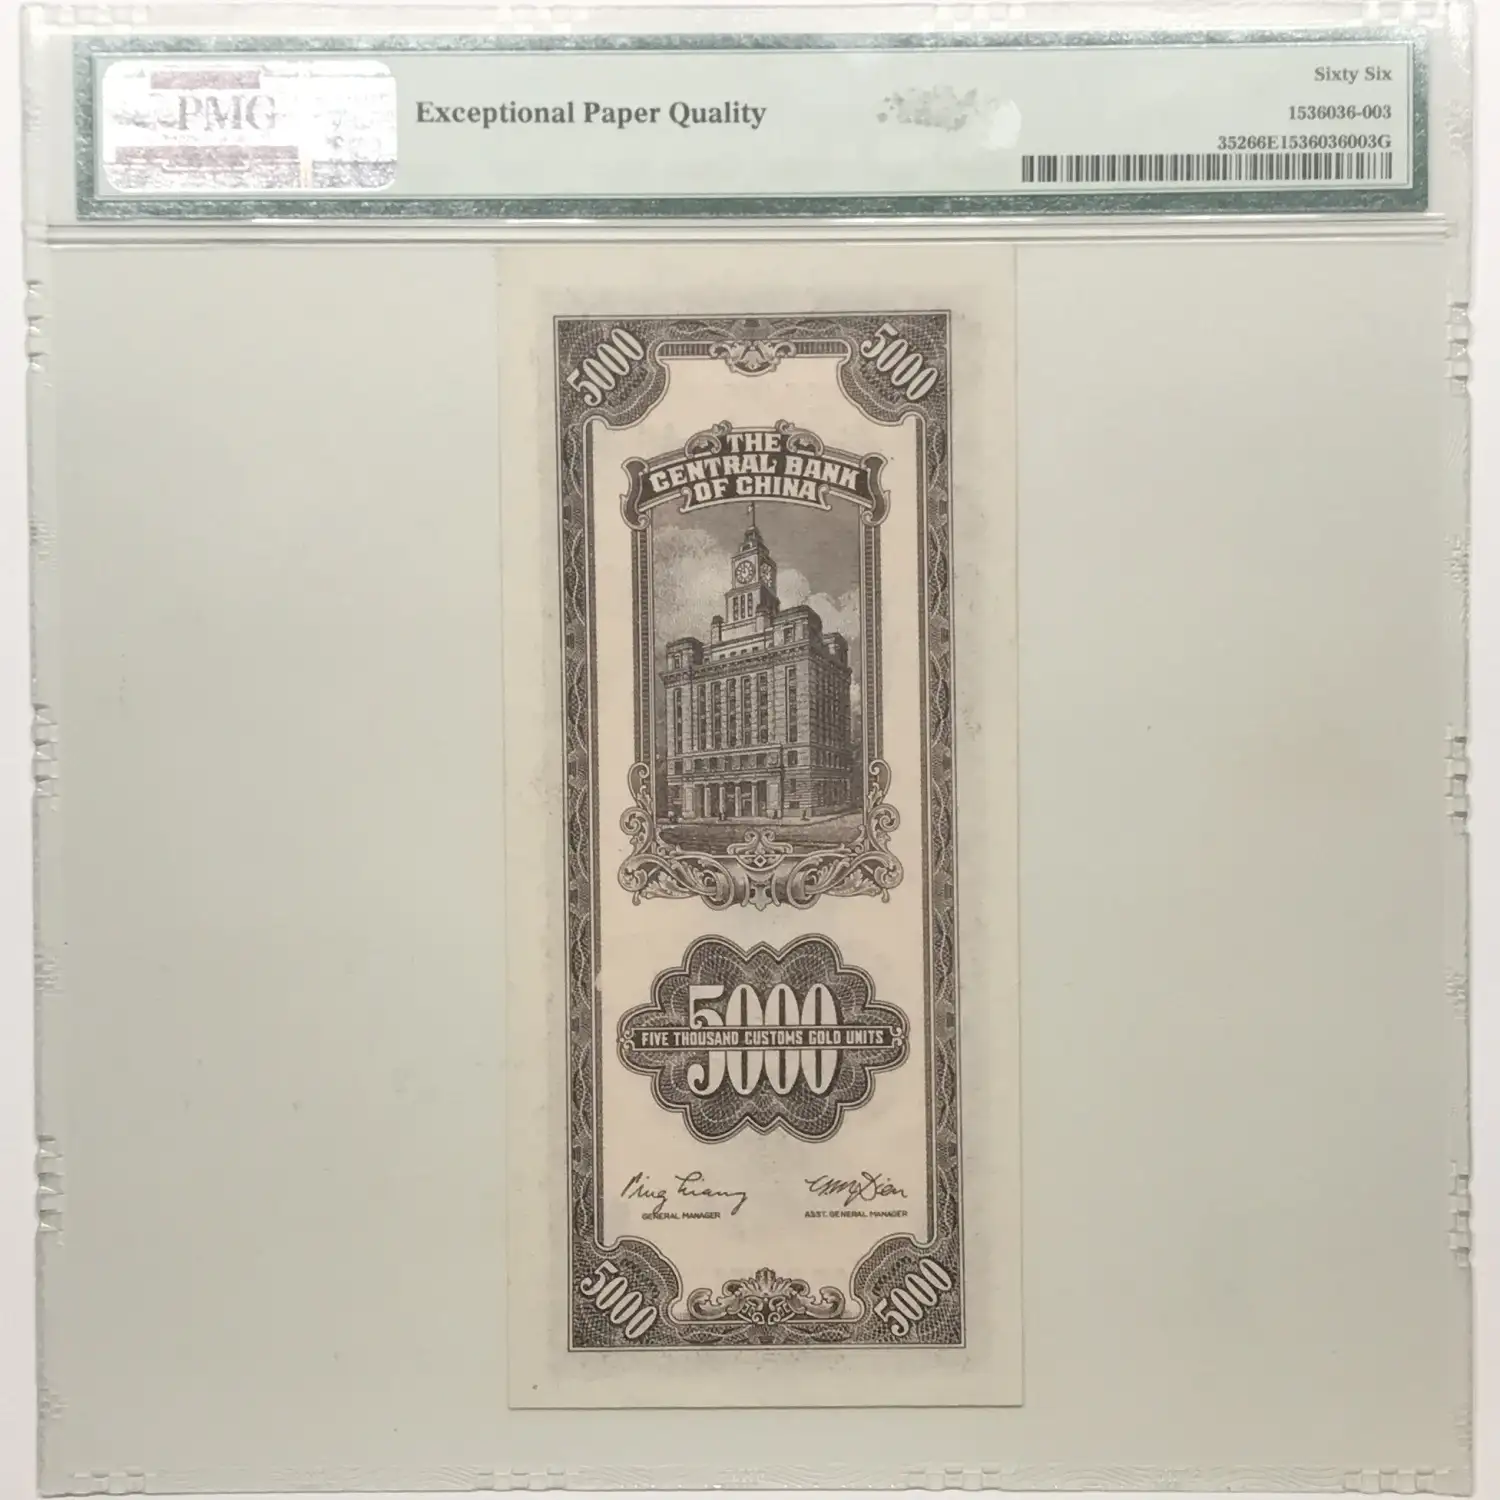 PMG
Exceptional Paper Quality
Sixty Six
1536036-003
35266E1536036003G
5000
5000
THE
CENTRAL BANK
OF CHINA
5000
FIVE THOUSAND CUSTOMS GOLD UNITS
5000
GENERAL MANAGER
ASST. GENERAL MANAGER
5000
5000